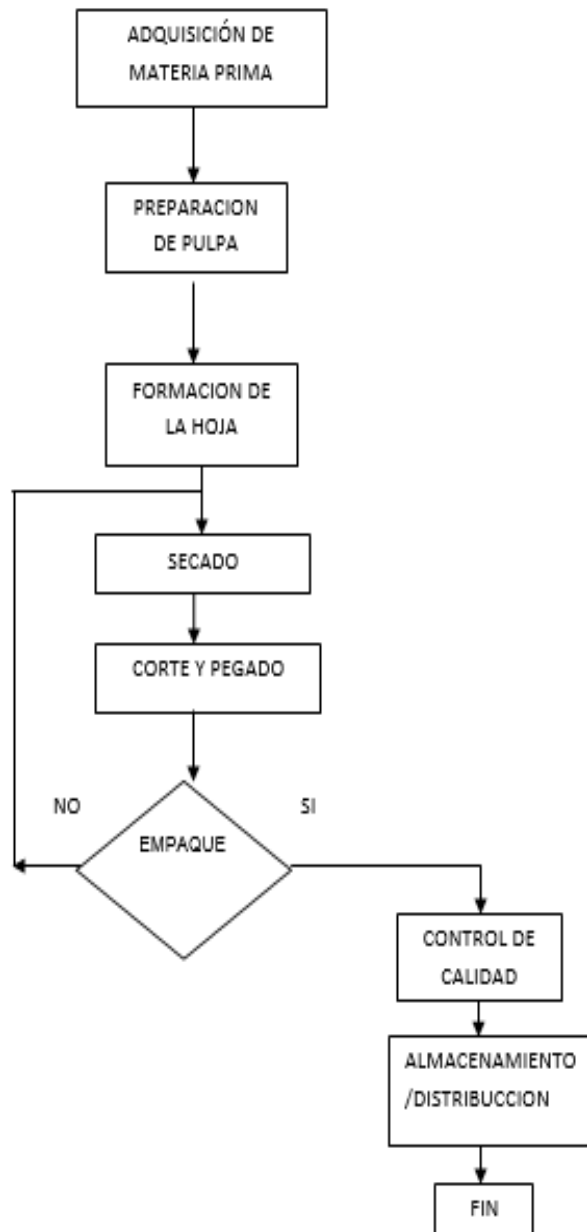 ADQUISICIÓN DE
MATERIA PRIMA
PREPARACION
DE PULPA
FORMACION DE
LA HOJA
SECADO
CORTE Y PEGADO
NO
SI
EMPAQUE
CONTROL DE
CALIDAD
ALMACENAMIENTO
/DISTRIBUCCION
FIN